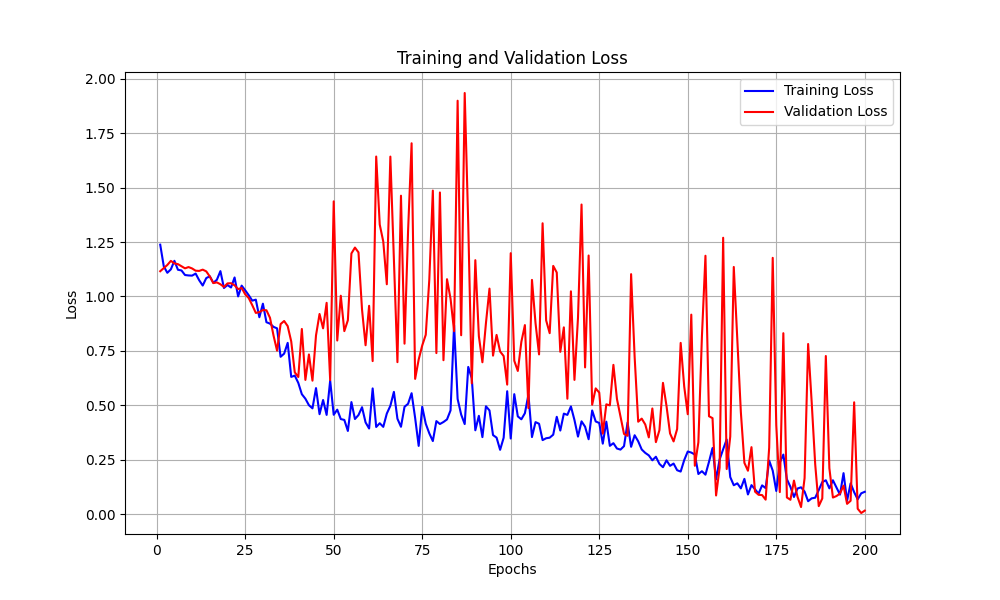 Training and Validation Loss
2.00
1.75
1.50
1.25
1.00
0.75
0.50
0.25
0.00
Loss
Training Loss
Validation Loss
0 25 50 75 100 125 150 175 200
Epochs